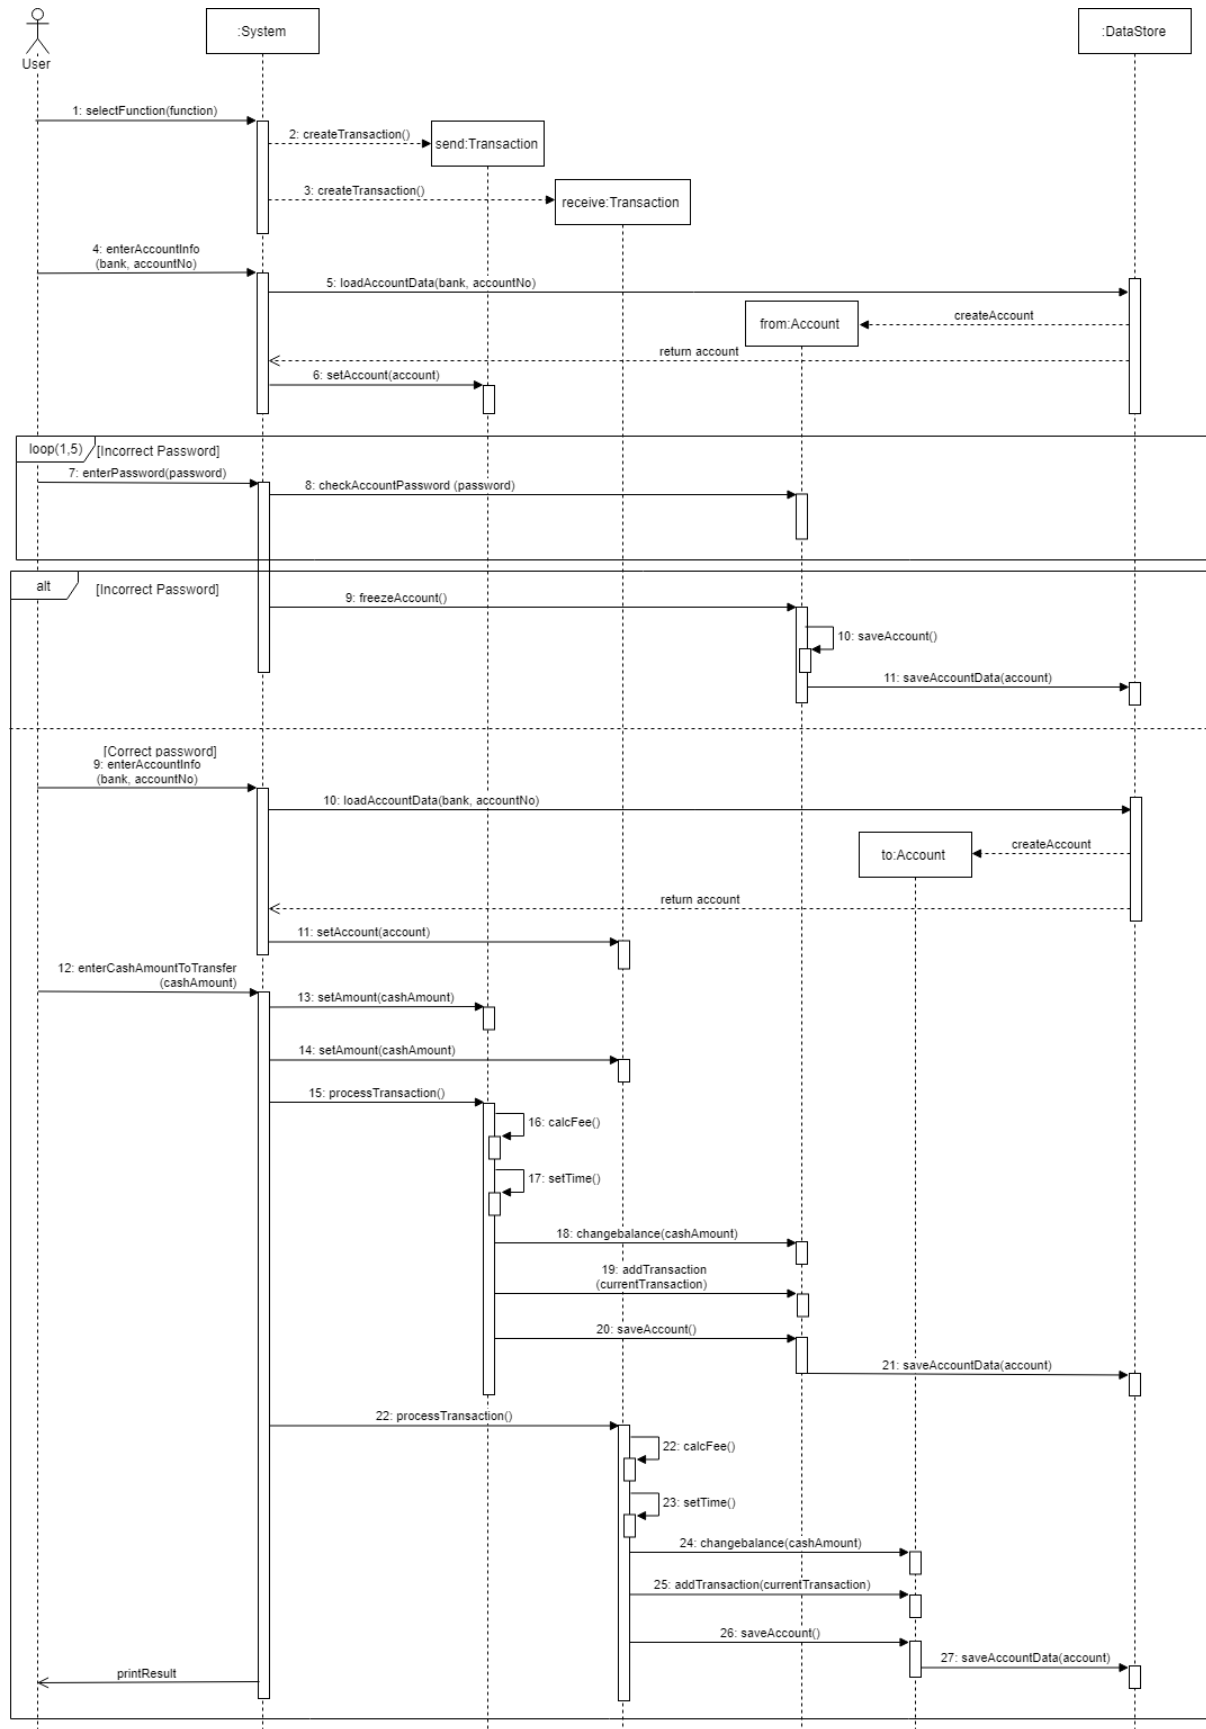 :System
:DataStore
User
1: selectFunction(function)
2: createTransaction()
send:Transaction
3: createTransaction()
receive:Transaction
4: enterAccountInfo
(bank, accountNo)
5: loadAccountData(bank, accountNo)
createAccount
from:Account
return account
6: setAccount(account)
loop(1,5)
[Incorrect Password]
7: enterPassword(password)
8: checkAccountPassword (password)
alt
[Incorrect Password]
9: freezeAccount()
10: saveAccount()
11: saveAccountData(account)
[Correct password]
9: enterAccountInfo
(bank, accountNo)
10: loadAccountData(bank, accountNo)
createAccount
to:Account
return account
11: setAccount(account)
12: enterCashAmountToTransfer
(cashAmount)
13: setAmount(cashAmount)
14: setAmount(cashAmount)
15: processTransaction()
16: calcFee()
17: setTime()
18: changebalance(cashAmount)
19: addTransaction
(currentTransaction)
20: saveAccount()
21: saveAccountData(account)
22: processTransaction()
22: calcFee()
23: setTime()
24: changebalance(cashAmount)
25: addTransaction(currentTransaction)
26: saveAccount()
27: saveAccountData(account)
printResult